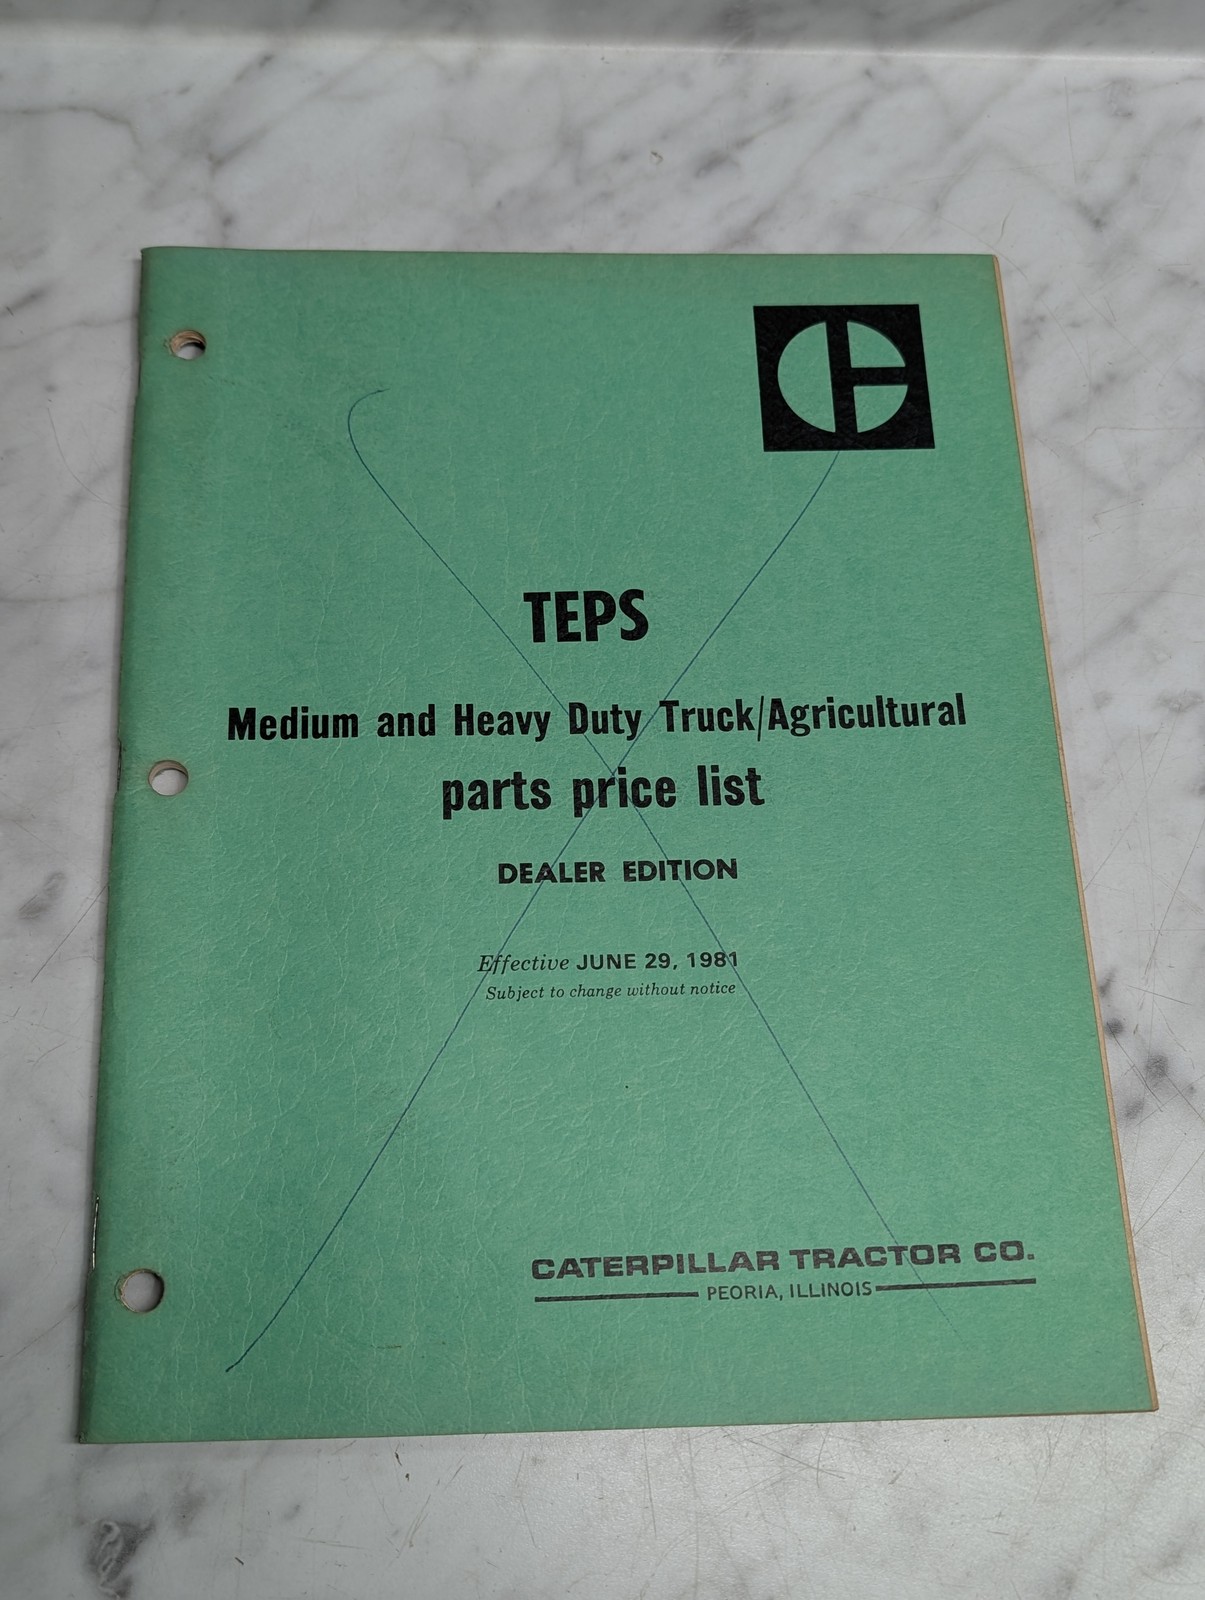 TEPS
Medium and Heavy Duty Truck/Agricultural
parts price list
DEALER EDITION
Effective JUNE 29, 1981
Subject to change without notice
CATERPILLAR TRACTOR CO.
PEORIA, ILLINOIS